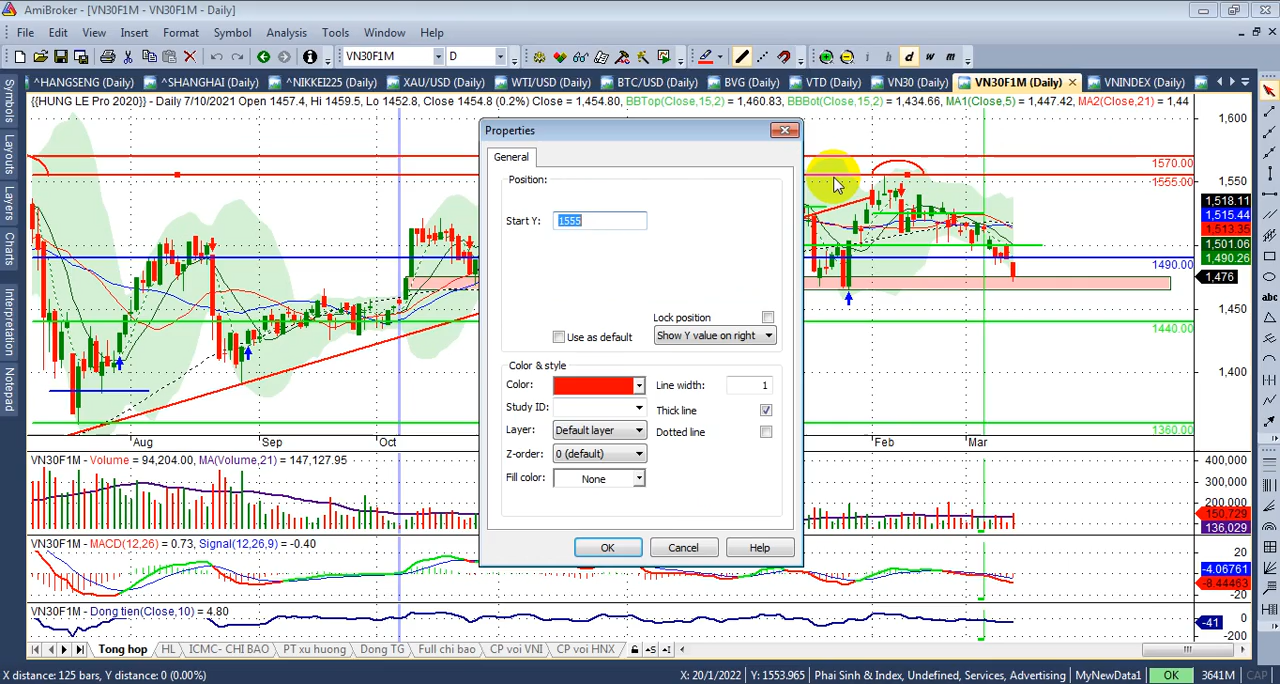 AmiBroker - [VN30F1M - VN30F1M - Daily]
File Edit View Insert Format Symbol Analysis Tools Window Help
VN30F1M D i i h d w m
^HANGSENG (Daily) ^SHANGHAI (Daily) ^NIKKEI225 (Daily) XAU/USD (Daily) WTI/USD (Daily) BTC/USD (Daily) BVG (Daily) VTD (Daily) VN30 (Daily) VN30F1M (Daily) VNINDEX (Daily)
{{HUNG LE Pro 2020}} - Daily 7/10/2021 Open 1457.4, Hi 1459.5, Lo 1452.8, Close 1454.8 (0.2%) Close = 1,454.80, BBTop(Close,15,2) = 1,460.83, BBBot(Close,15,2) = 1,434.66, MA1(Close,5) = 1,447.42, MA2(Close,21) = 1,44
Symbols
Layouts
Layers
Charts
Interpretation
Notepad
abc
Properties
General
Position:
Start Y: 1555
Lock position
Use as default Show Y value on right
Color & style
Color: Line width: 1
Study ID: Thick line
Layer: Default layer Dotted line
Z-order: 0 (default)
Fill color: None
OK Cancel Help
1,600
1570.00
1,550 1555.00
1,518.11
1,515.44
1,513.35
1,501.06
1,490.26
1490.00
1,476
1,450
1440.00
1,400
1360.00
Aug Sep Oct Feb Mar
VN30F1M - Volume = 94,204.00, MA(Volume,21) = 147,127.95
400,000
300,000
200,000
150,729
136,029
VN30F1M - MACD(12,26) = 0.73, Signal(12,26,9) = -0.40
20
-4.06761
-8.44463
VN30F1M - Dong tien(Close,10) = 4.80
-41
-200
Tong hop HL ICMC- CHI BAO PT xu huong Dong TG Full chi bao CP voi VNI CP voi HNX
X distance: 125 bars, Y distance: 0 (0.00%) X: 20/1/2022 Y: 1553.965 Phai Sinh & Index, Undefined, Services, Advertising MyNewData1 OK 3641M CAP